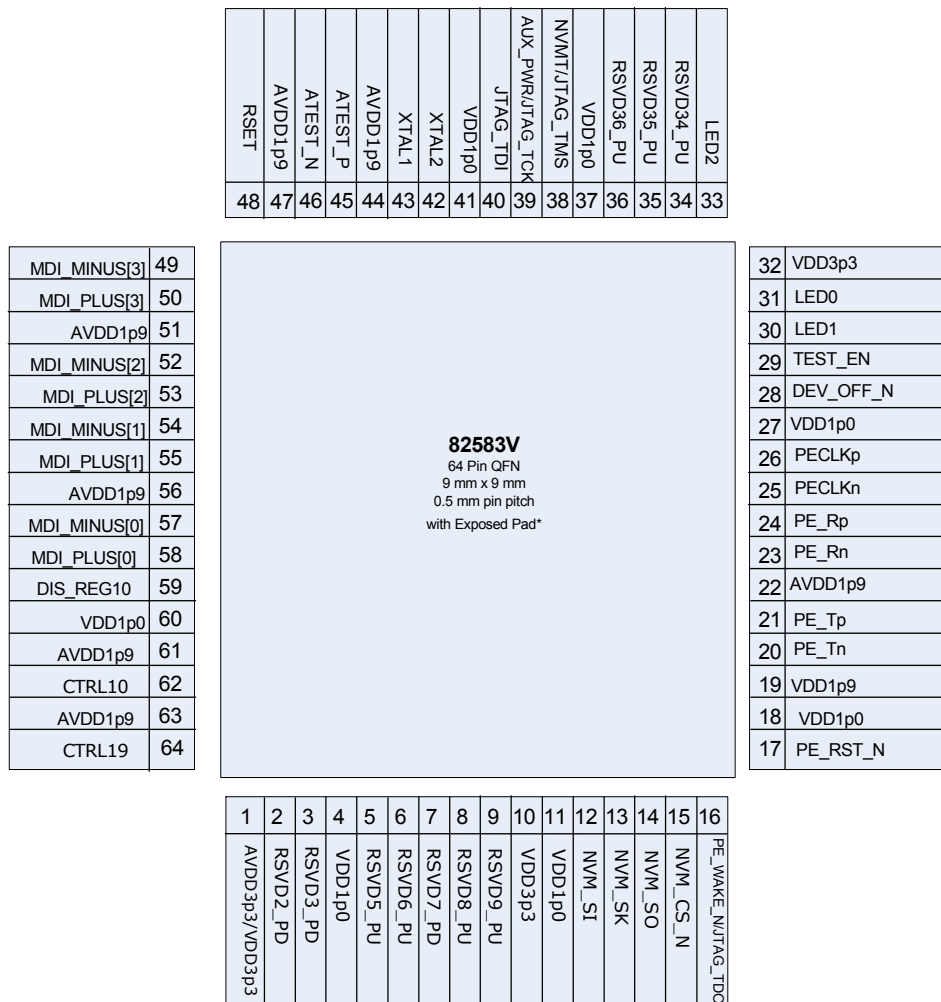 RSET
AVDD1p9
ATEST_N
ATEST_P
AVDD1p9
XTAL1
XTAL2
VDD1p0
JTAG_TDI
AUX_PWR/JTAG_TCK
NVMT/JTAG_TMS
VDD1p0
RSVD36_PU
RSVD35_PU
RSVD34_PU
LED2
48 47 46 45 44 43 42 41 40 39 38 37 36 35 34 33
MDI_MINUS[3] 49
MDI_PLUS[3] 50
AVDD1p9 51
MDI_MINUS[2] 52
MDI_PLUS[2] 53
MDI_MINUS[1] 54
MDI_PLUS[1] 55
AVDD1p9 56
MDI_MINUS[0] 57
MDI_PLUS[0] 58
DIS_REG10 59
VDD1p0 60
AVDD1p9 61
CTRL10 62
AVDD1p9 63
CTRL19 64
82583V
64 Pin QFN
9 mm x 9 mm
0.5 mm pin pitch
with Exposed Pad*
32 VDD3p3
31 LED0
30 LED1
29 TEST_EN
28 DEV_OFF_N
27 VDD1p0
26 PECLKp
25 PECLKn
24 PE_Rp
23 PE_Rn
22 AVDD1p9
21 PE_Tp
20 PE_Tn
19 VDD1p9
18 VDD1p0
17 PE_RST_N
1 2 3 4 5 6 7 8 9 10 11 12 13 14 15 16
AVDD3p3/VDD3p3
RSVD2_PD
RSVD3_PD
VDD1p0
RSVD5_PU
RSVD6_PU
RSVD7_PD
RSVD8_PU
RSVD9_PU
VDD3p3
VDD1p0
NVM_SI
NVM_SK
NVM_SO
NVM_CS_N
PE_WAKE_N/JTAG_TDO